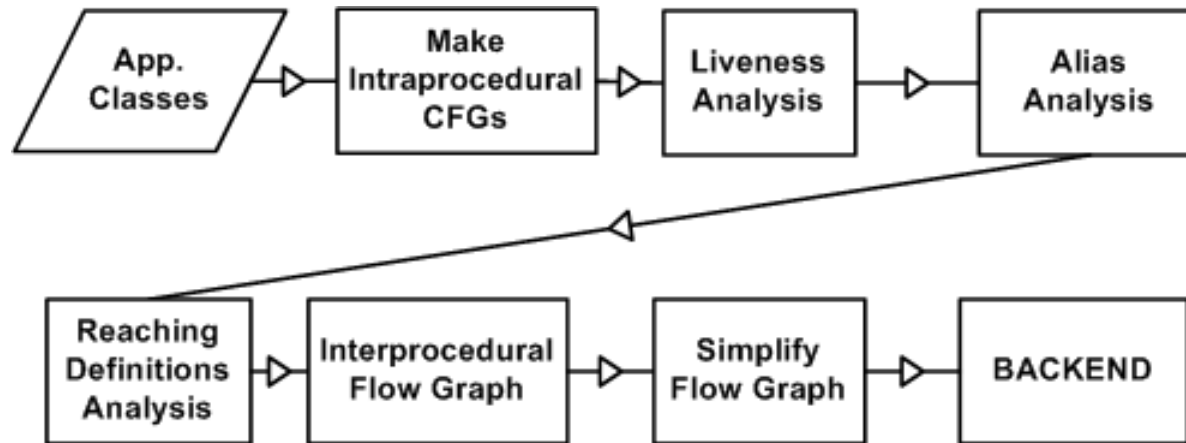 App.
Classes
Make
Intraprocedural
CFGs
Liveness
Analysis
Alias
Analysis
Reaching
Definitions
Analysis
Interprocedural
Flow Graph
Simplify
Flow Graph
BACKEND